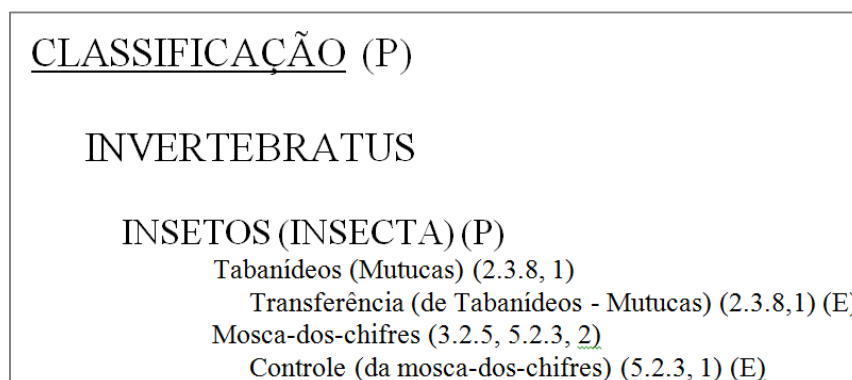 CLASSIFICAÇÃO (P)
INVERTEBRATUS
INSETOS (INSECTA) (P)
Tabanídeos (Mutucas) (2.3.8, 1)
Transferência (de Tabanídeos - Mutucas) (2.3.8,1) (E)
Mosca-dos-chifres (3.2.5, 5.2.3, 2)
Controle (da mosca-dos-chifres) (5.2.3, 1) (E)